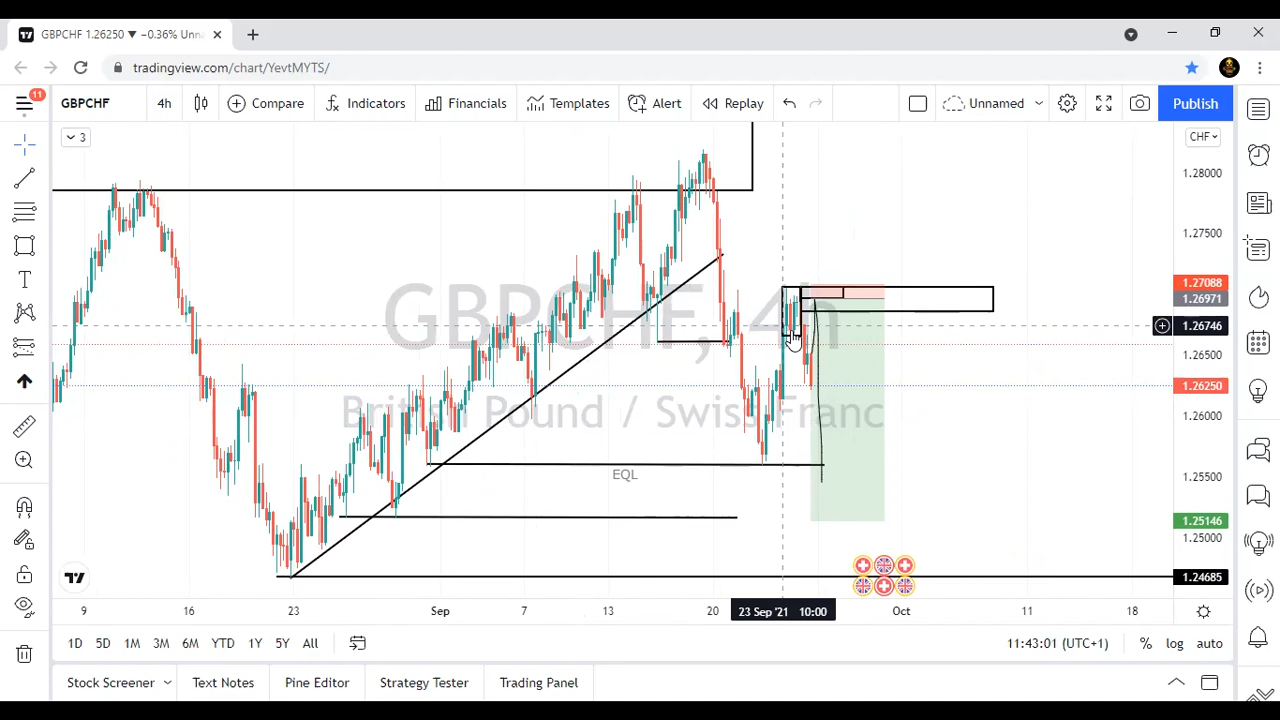 GBPCHF 1.26250 ▼ −0.36% Unna
tradingview.com/chart/YevtMYTS/
11
GBPCHF
4h
Compare
Indicators
Financials
Templates
Alert
Replay
Unnamed
Publish
3
CHF
1.28000
1.27500
1.27088
1.26971
1.26746
1.26500
1.26250
1.26000
1.25500
1.25146
1.25000
1.24685
GBPCHF, 4h
British Pound / Swiss Franc
EQL
9
16
23
Sep
7
13
20
23 Sep '21 10:00
Oct
11
18
1D
5D
1M
3M
6M
YTD
1Y
5Y
All
11:43:01 (UTC+1)
%
log
auto
Stock Screener
Text Notes
Pine Editor
Strategy Tester
Trading Panel